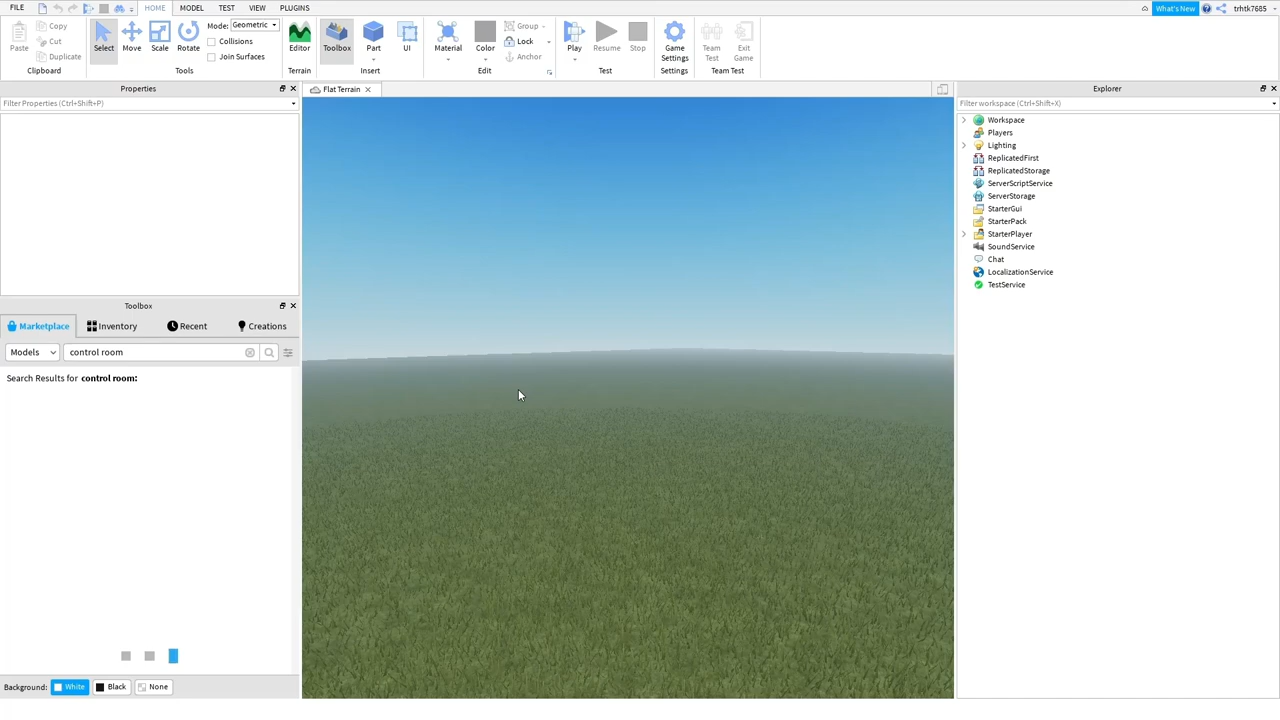 FILE HOME MODEL TEST VIEW PLUGINS What's New trhtk7685
Paste Copy Cut Duplicate Select Move Scale Rotate Mode: Geometric Collisions Join Surfaces Editor Toolbox Part UI Material Color Group Lock Anchor Play Resume Stop Game Settings Team Test Exit Game
Clipboard Tools Terrain Insert Edit Test Settings Team Test
Properties Flat Terrain Explorer
Filter Properties (Ctrl+Shift+P) Filter workspace (Ctrl+Shift+X)
Workspace
Players
Lighting
ReplicatedFirst
ReplicatedStorage
ServerScriptService
ServerStorage
StarterGui
StarterPack
StarterPlayer
SoundService
Chat
LocalizationService
TestService
Toolbox
Marketplace Inventory Recent Creations
Models control room
Search Results for control room:
Background: White Black None